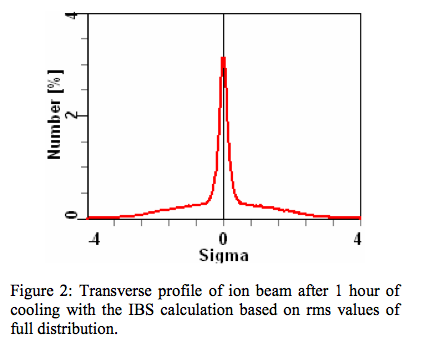 4
Number [%]
2
0
-4
0
4
Sigma
Figure 2: Transverse profile of ion beam after 1 hour of
cooling with the IBS calculation based on rms values of
full distribution.